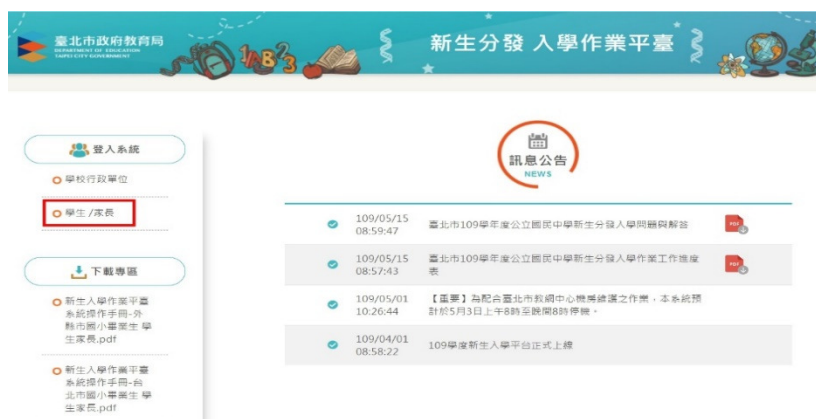 臺北市政府教育局
DEPARTMENT OF EDUCATION
TAIPEI CITY GOVERNMENT
新生分發 入學作業平臺
登入系統
學校行政單位
學生/家長
下載專區
新生入學作業平臺
系統操作手冊-外
縣市國小畢業生 學
生家長.pdf
新生入學作業平臺
系統操作手冊-台
北市國小畢業生 學
生家長.pdf
訊息公告
NEWS
109/05/15
08:59:47
臺北市109學年度公立國民中學新生分發入學問題與解答
PDF
109/05/15
08:57:43
臺北市109學年度公立國民中學新生分發入學作業工作進度
表
PDF
109/05/01
10:26:44
【重要】為配合臺北市教網中心機房維護之作業，本系統預
計於5月3日上午8時至晚間8時停機。
109/04/01
08:58:22
109學度新生入學平台正式上線